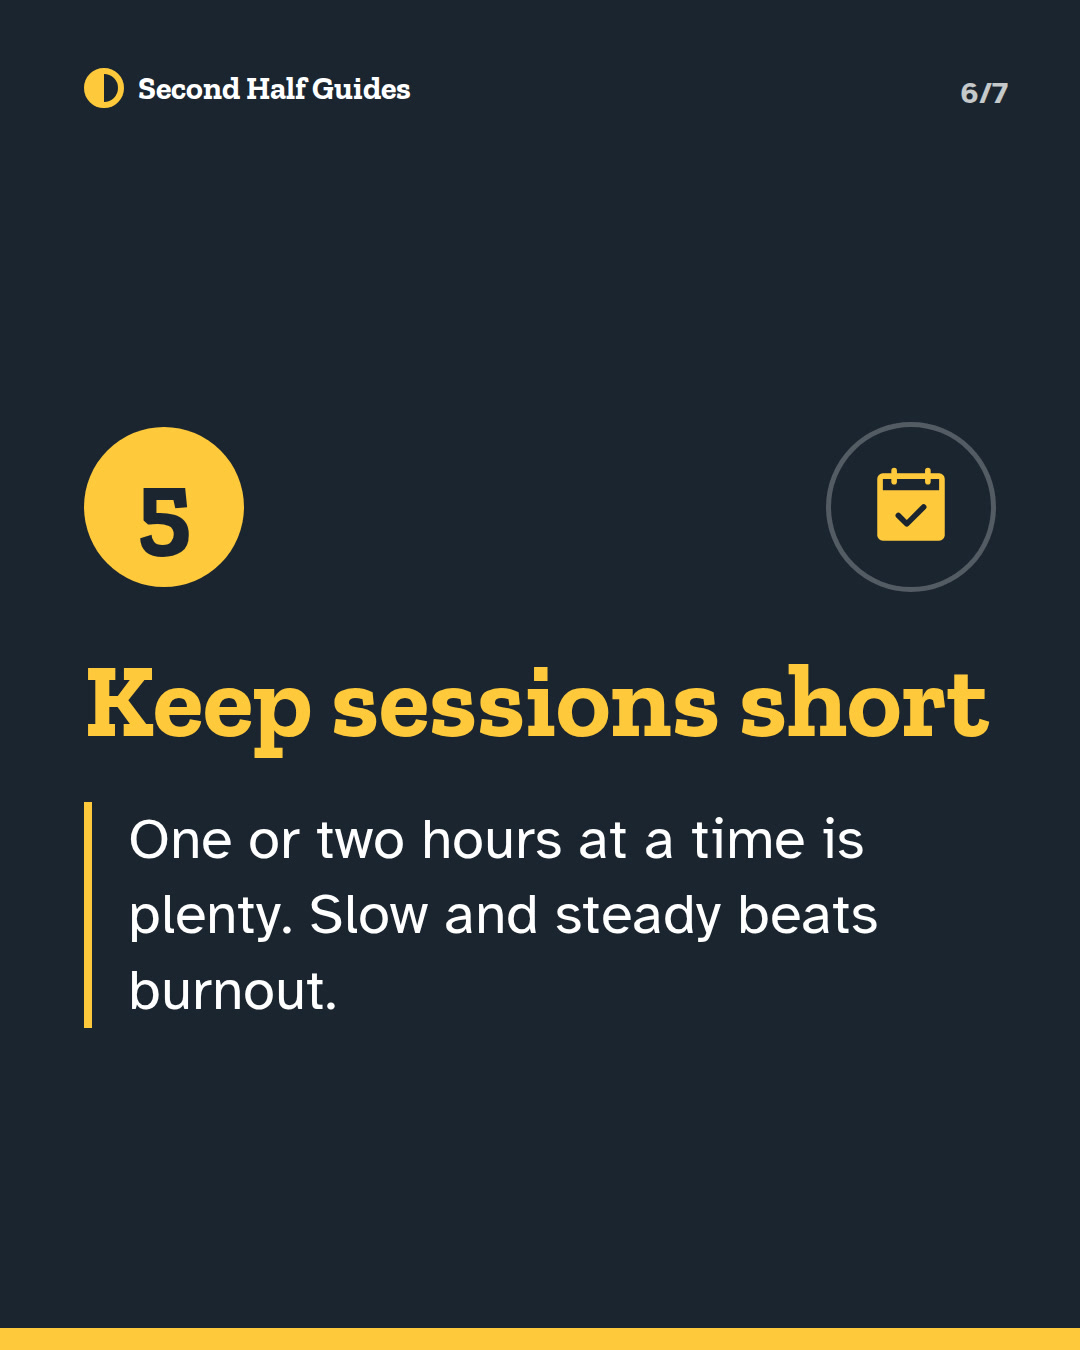 Second Half Guides
6/7
5
Keep sessions short
One or two hours at a time is
plenty. Slow and steady beats
burnout.